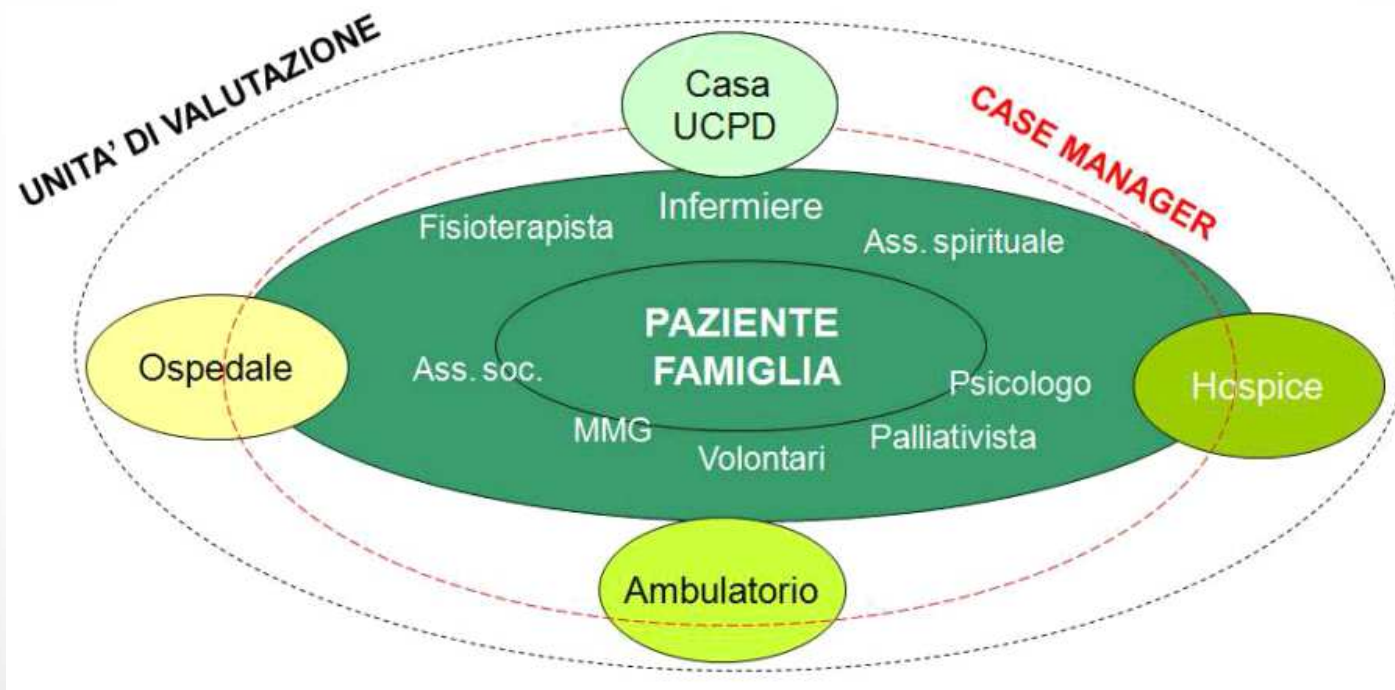 UNITA' DI VALUTAZIONE
Casa
UCPD
CASE MANAGER
Infermiere
Fisioterapista
Ass. spirituale
PAZIENTE
FAMIGLIA
Ospedale
Ass. soc.
Psicologo
Hospice
MMG
Volontari
Palliativista
Ambulatorio